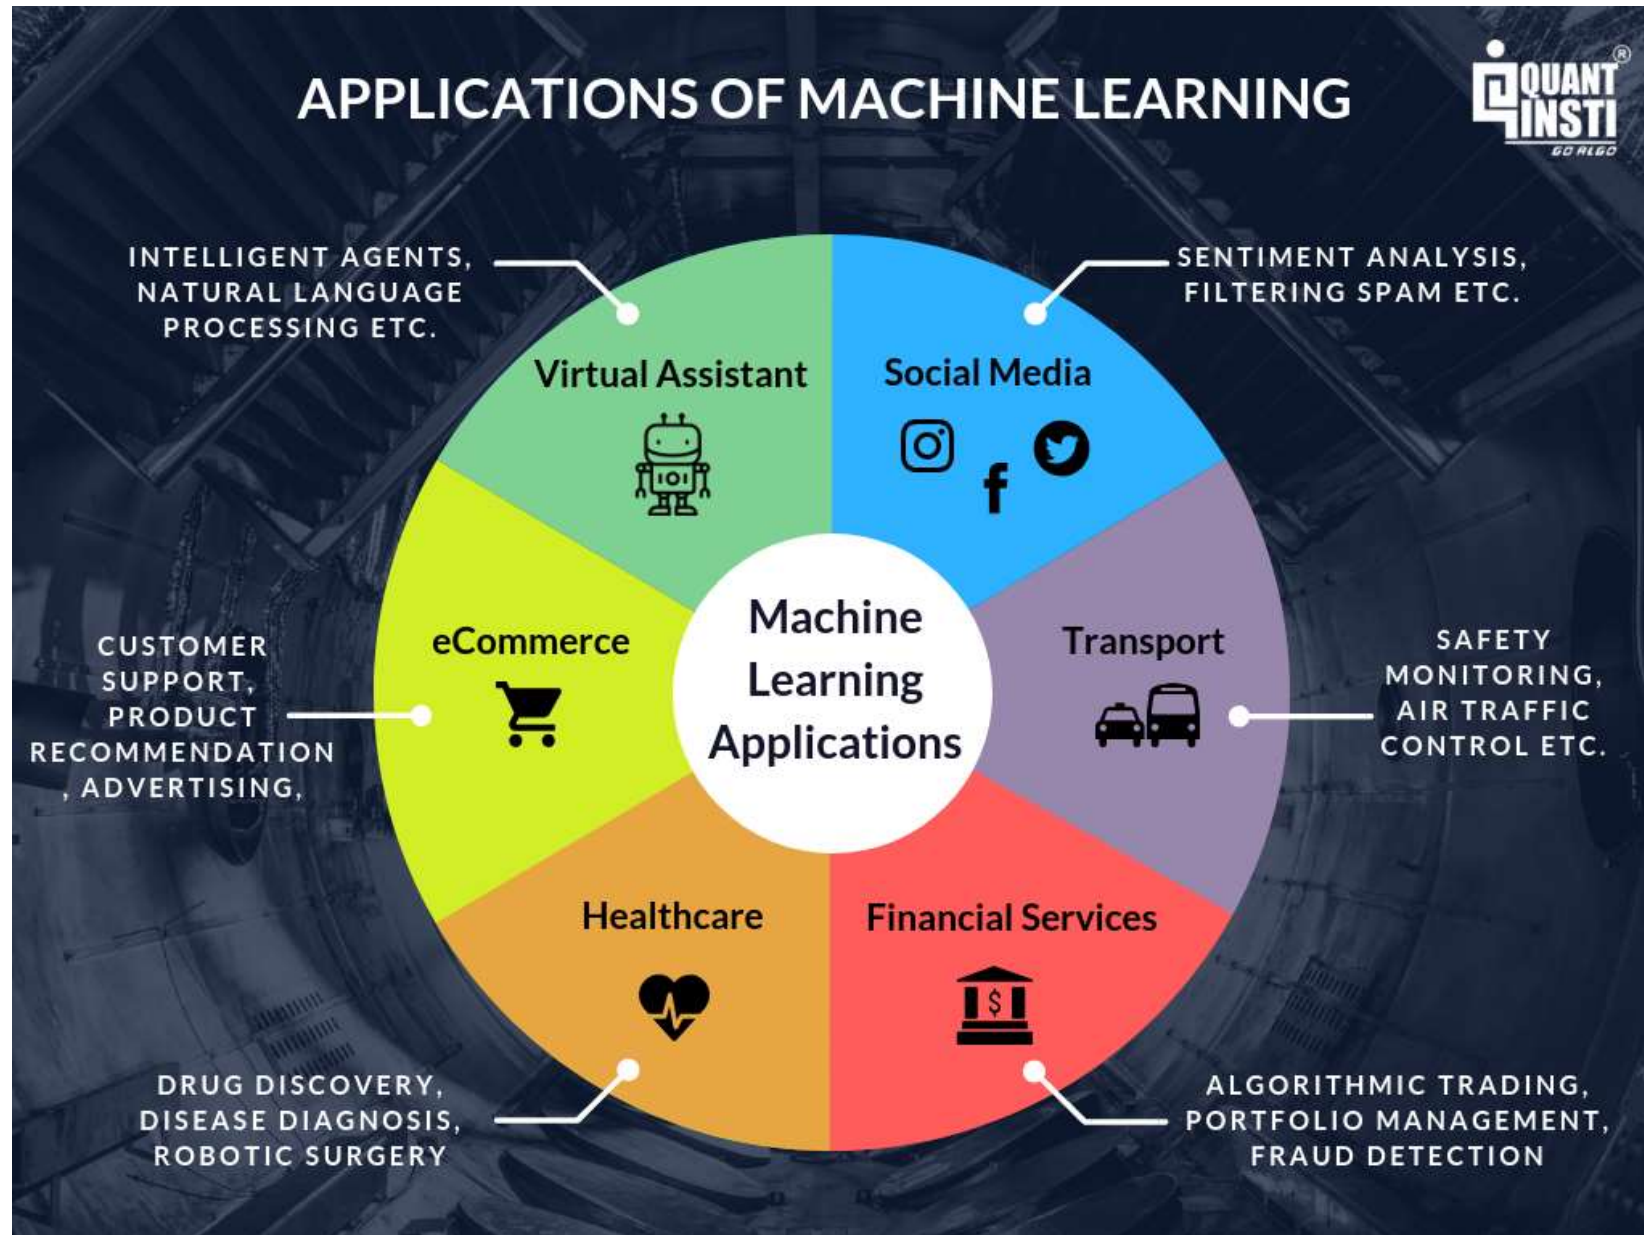 APPLICATIONS OF MACHINE LEARNING
QUANT
INSTI
®
GO ALGO
INTELLIGENT AGENTS,
NATURAL LANGUAGE
PROCESSING ETC.
SENTIMENT ANALYSIS,
FILTERING SPAM ETC.
Virtual Assistant
Social Media
eCommerce
Machine
Learning
Applications
Transport
CUSTOMER
SUPPORT,
PRODUCT
RECOMMENDATION
, ADVERTISING,
SAFETY
MONITORING,
AIR TRAFFIC
CONTROL ETC.
Healthcare
Financial Services
$
DRUG DISCOVERY,
DISEASE DIAGNOSIS,
ROBOTIC SURGERY
ALGORITHMIC TRADING,
PORTFOLIO MANAGEMENT,
FRAUD DETECTION